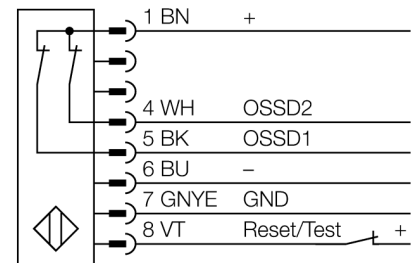 1 BN +
4 WH OSSD2
5 BK OSSD1
6 BU –
7 GNYE GND
8 VT Reset/Test +